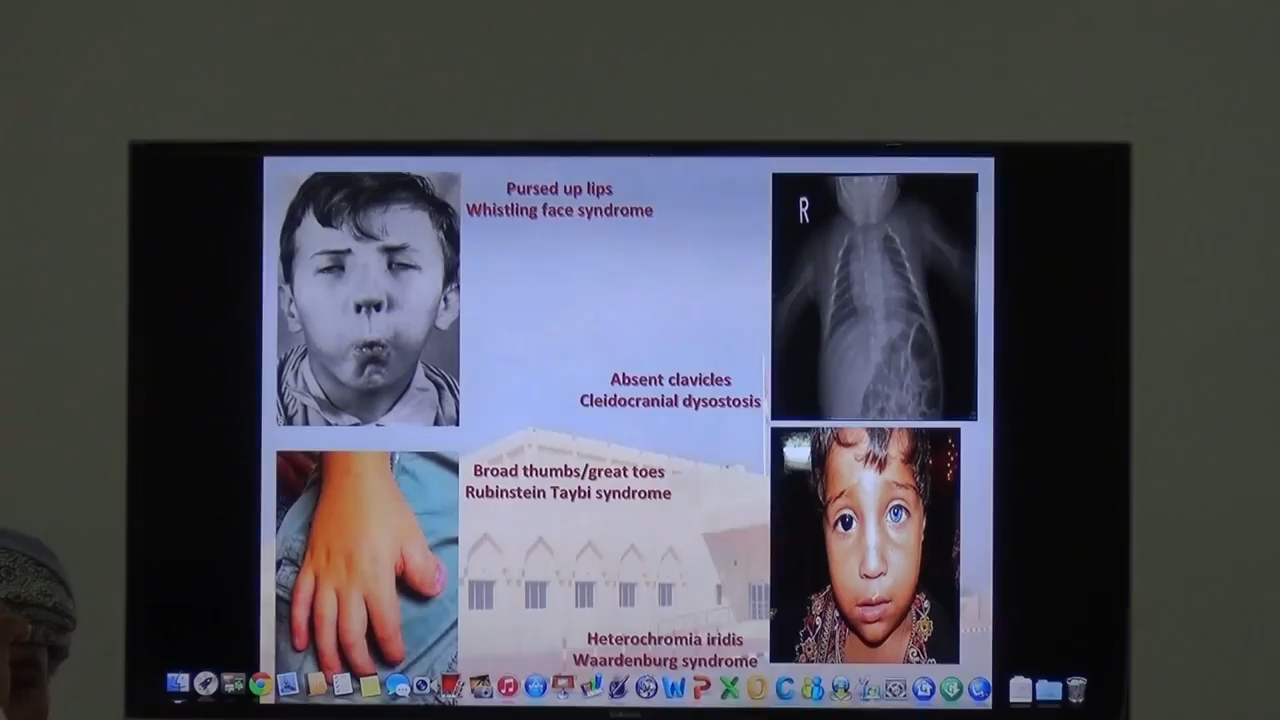 Pursed up lips
Whistling face syndrome
R
Absent clavicles
Cleidocranial dysostosis
Broad thumbs/great toes
Rubinstein Taybi syndrome
Heterochromia iridis
Waardenburg syndrome
SAMSUNG